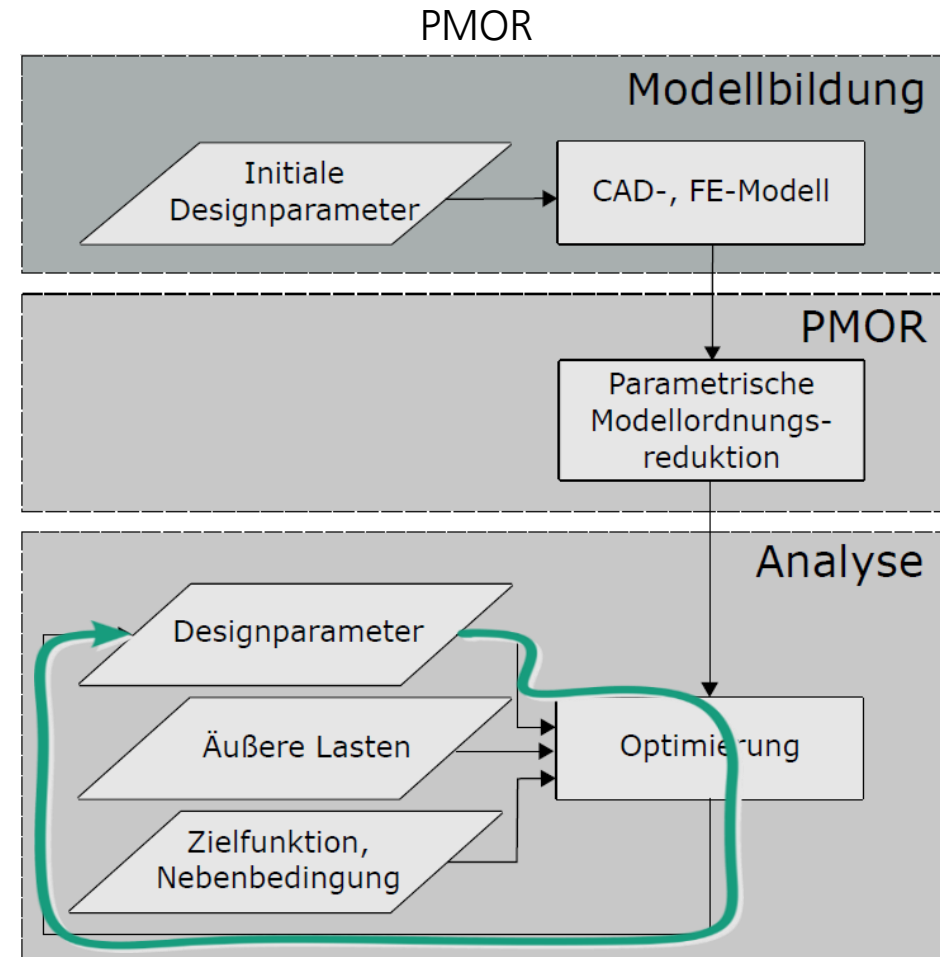 PMOR
Modellbildung
Initiale
Designparameter
CAD-, FE-Modell
PMOR
Parametrische
Modellordnungs-
reduktion
Analyse
Designparameter
Äußere Lasten
Optimierung
Zielfunktion,
Nebenbedingung